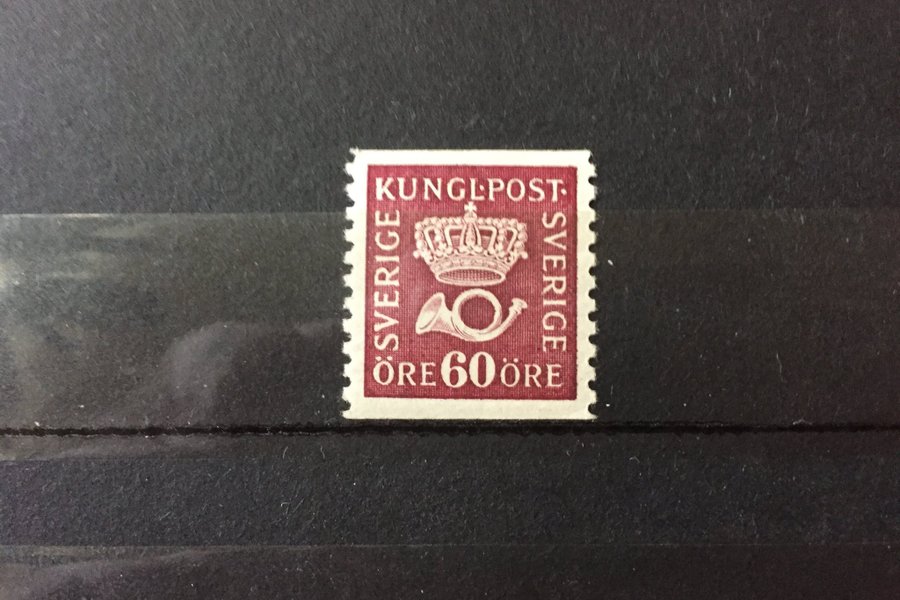 KUNGL·POST·
SVERIGE
SVERIGE
ÖRE 60 ÖRE